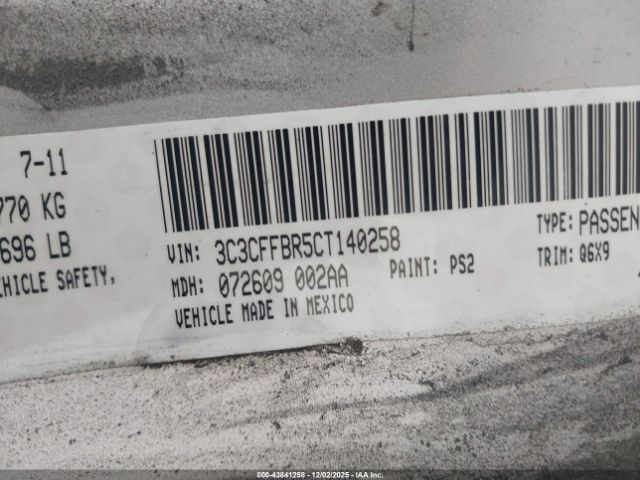 7-11
770 KG
696 LB
EHICLE SAFETY,
VIN: 3C3CFFBR5CT140258
TYPE: PASSEN
MDH: 072609 002AA
PAINT: PS2
TRIM: Q6X9
VEHICLE MADE IN MEXICO
000-43841258 - 12/02/2025 - IAA Inc.